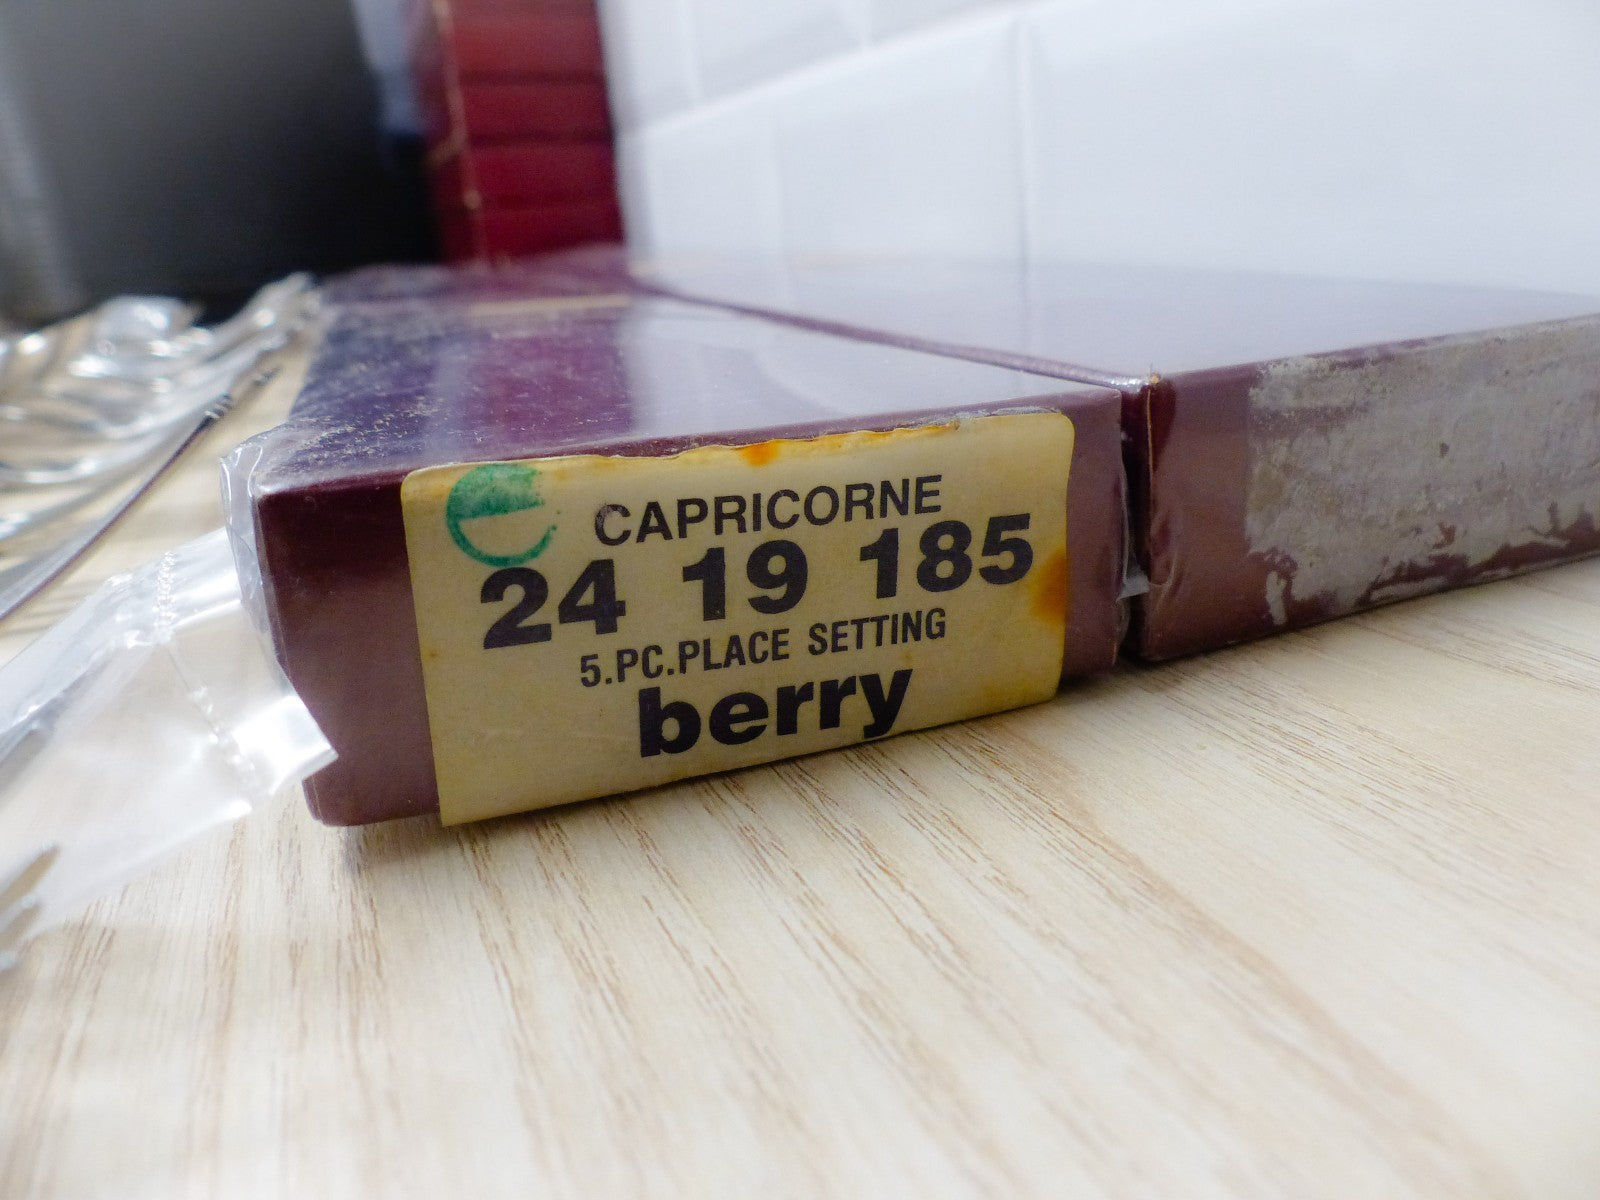 e CAPRICORNE
24 19 185
5.PC.PLACE SETTING
berry